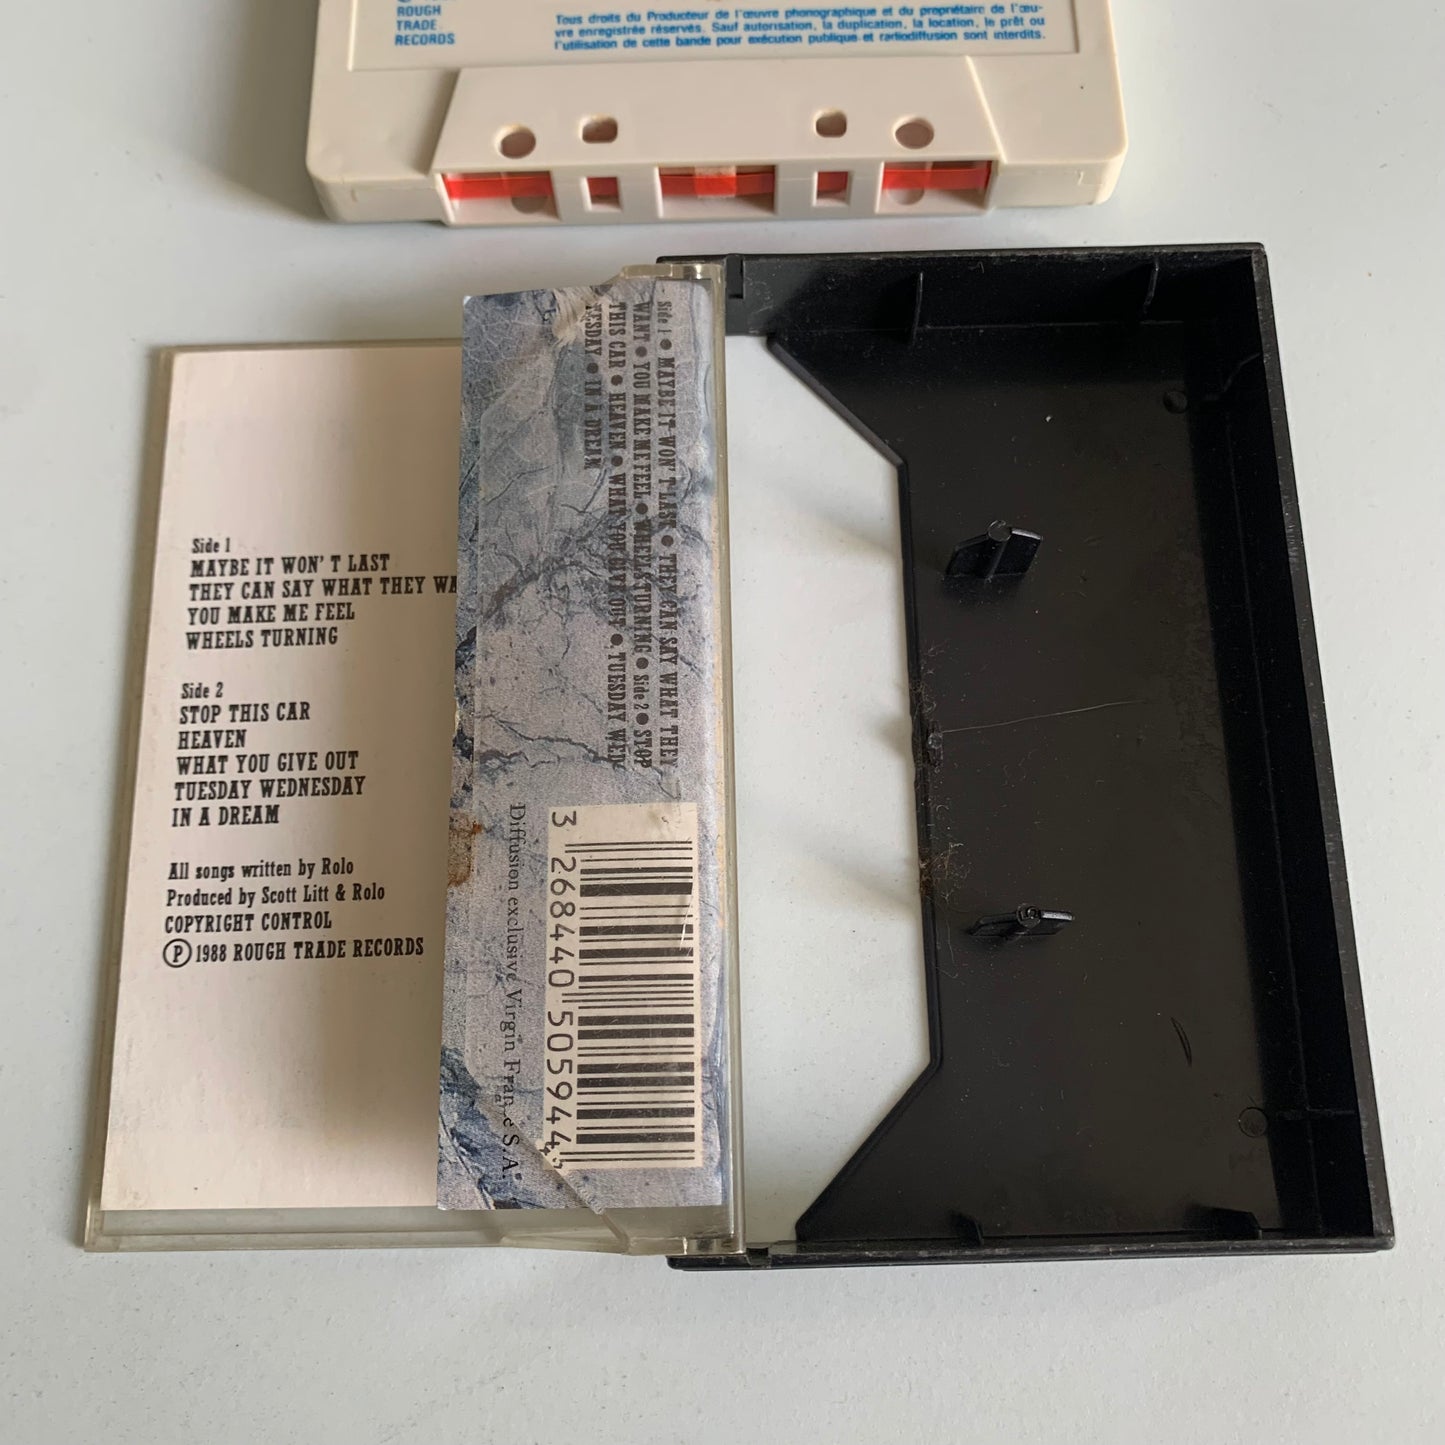 ROUGH
TRADE
RECORDS
Tous droits du Producteur de l'œuvre phonographique et du propriétaire de l'œu-
vre enregistrée réservés. Sauf autorisation, la duplication, la location, le prêt ou
l'utilisation de cette bande pour exécution publique et radiodiffusion sont interdits.
Side 1
MAYBE IT WON' T LAST
THEY CAN SAY WHAT THEY WA
YOU MAKE ME FEEL
WHEELS TURNING
Side 2
STOP THIS CAR
HEAVEN
WHAT YOU GIVE OUT
TUESDAY WEDNESDAY
IN A DREAM
All songs written by Rolo
Produced by Scott Litt & Rolo
COPYRIGHT CONTROL
Ⓟ 1988 ROUGH TRADE RECORDS
Side 1 • MAYBE IT WON' T LAST • THEY CAN SAY WHAT THEY
WANT • YOU MAKE ME FEEL • WHEELS TURNING • Side 2 • STOP
THIS CAR • HEAVEN • WHAT YOU GIVE OUT • TUESDAY WED
NESDAY • IN A DREAM
3 268440 505944
Diffusion exclusive Virgin France S.A.